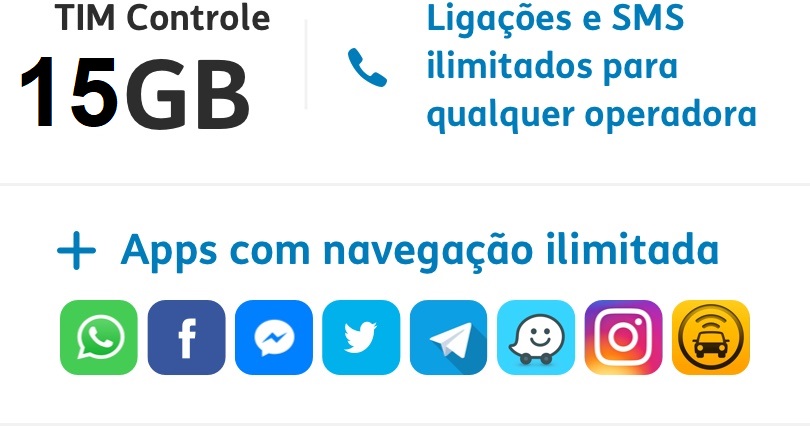 TIM Controle
15GB
Ligações e SMS
ilimitados para
qualquer operadora
+ Apps com navegação ilimitada
f